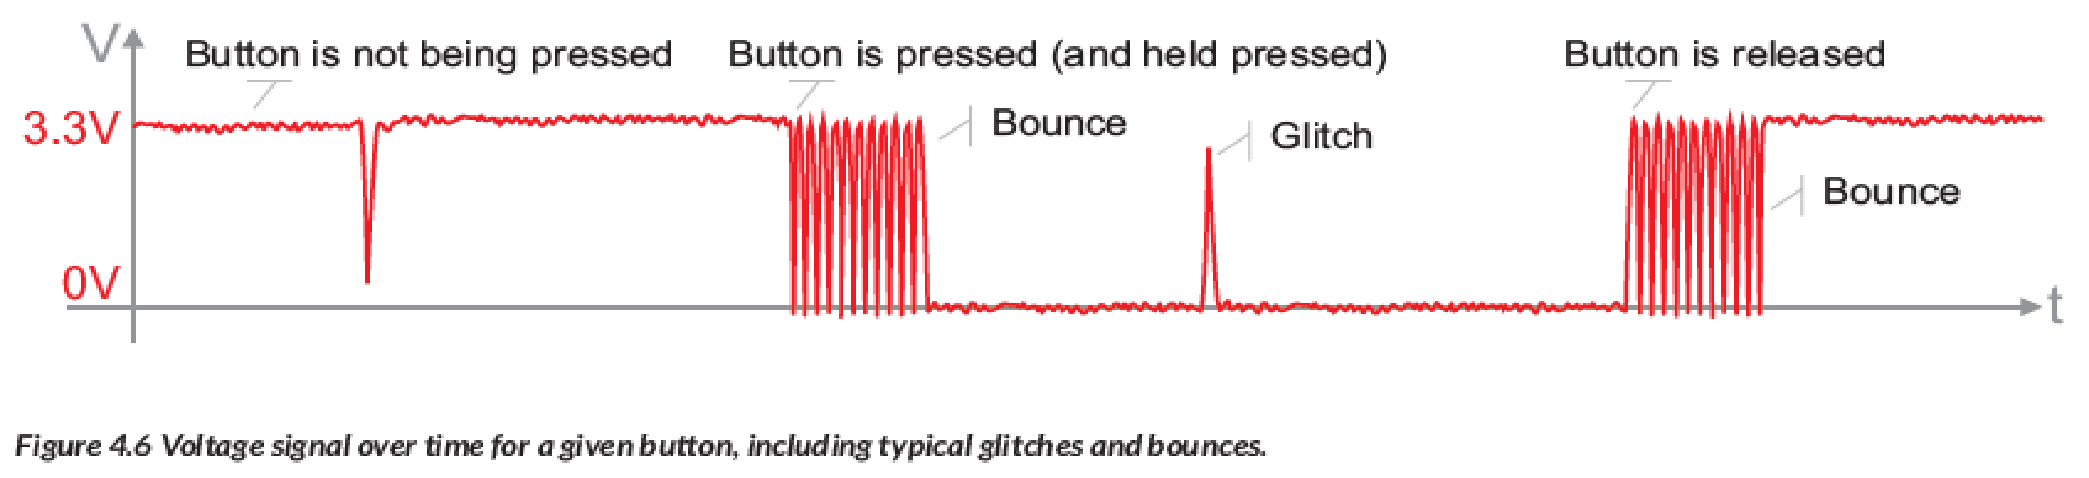 V
Button is not being pressed
Button is pressed (and held pressed)
Button is released
3.3V
Bounce
Glitch
Bounce
0V
t
Figure 4.6 Voltage signal over time for a given button, including typical glitches and bounces.